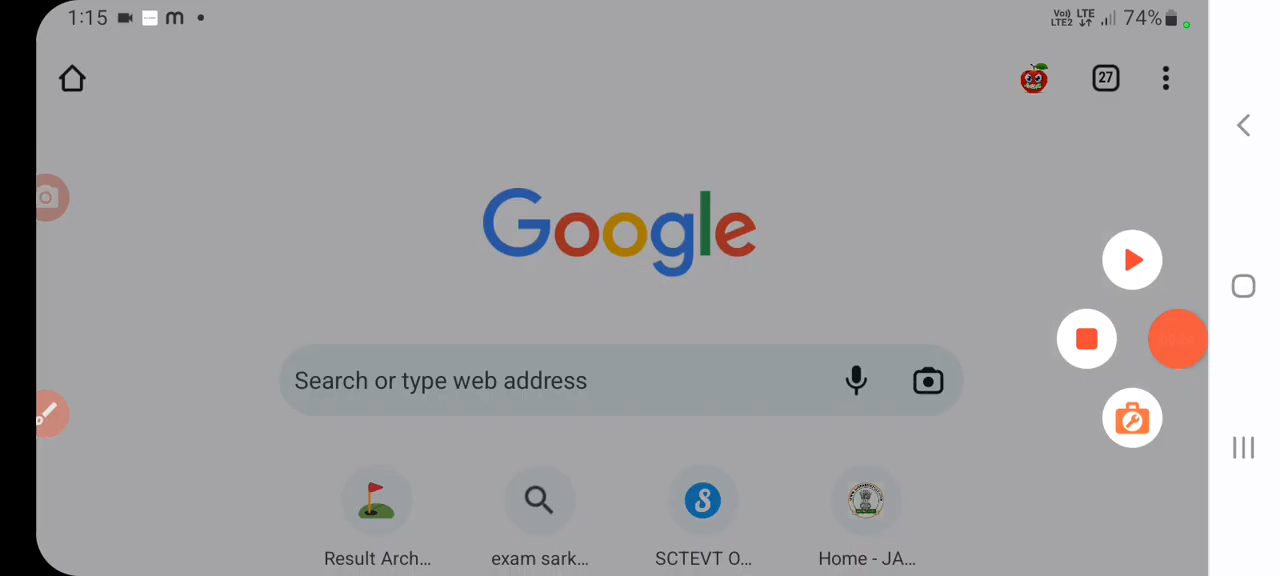 1:15 m Vo) LTE 74%
LTE2
27
Google
Search or type web address
Result Arch... exam sark... SCTEVT O... Home - JA...